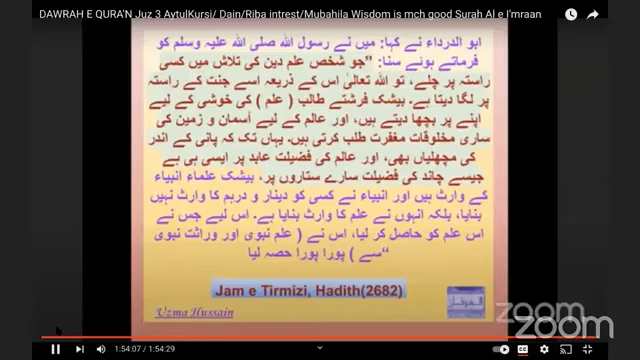 DAWRAH E QURA'N Juz 3 AytulKursi/ Dain/Riba intrest/Mubahila Wisdom is mch good Surah Al e I'mraan
ابو الدرداء نے کہا: میں نے رسول اللہ صلی اللہ علیہ وسلم کو
فرماتے ہوئے سنا: ”جو شخص علم دین کی تلاش میں کسی
راستہ پر چلے، تو اللہ تعالیٰ اس کے ذریعہ اسے جنت کے راستہ
پر لگا دیتا ہے۔ بیشک فرشتے طالب ( علم ) کی خوشی کے لیے
اپنے پر بچھا دیتے ہیں، اور عالم کے لیے آسمان و زمین کی
ساری مخلوقات مغفرت طلب کرتی ہیں۔ یہاں تک کہ پانی کے اندر
کی مچھلیاں بھی، اور عالم کی فضیلت عابد پر ایسی ہی ہے
جیسے چاند کی فضیلت سارے ستاروں پر، بیشک علماء انبیاء
کے وارث ہیں اور انبیاء نے کسی کو دینار و درہم کا وارث نہیں
بنایا، بلکہ انہوں نے علم کا وارث بنایا ہے۔ اس لیے جس نے
اس علم کو حاصل کر لیا، اس نے ( علم نبوی اور وراثت نبوی
سے ) پورا پورا حصہ لیا“
Jam e Tirmizi, Hadith(2682)
Uzma Hussain
zoom
zoom
1:54:07 / 1:54:29